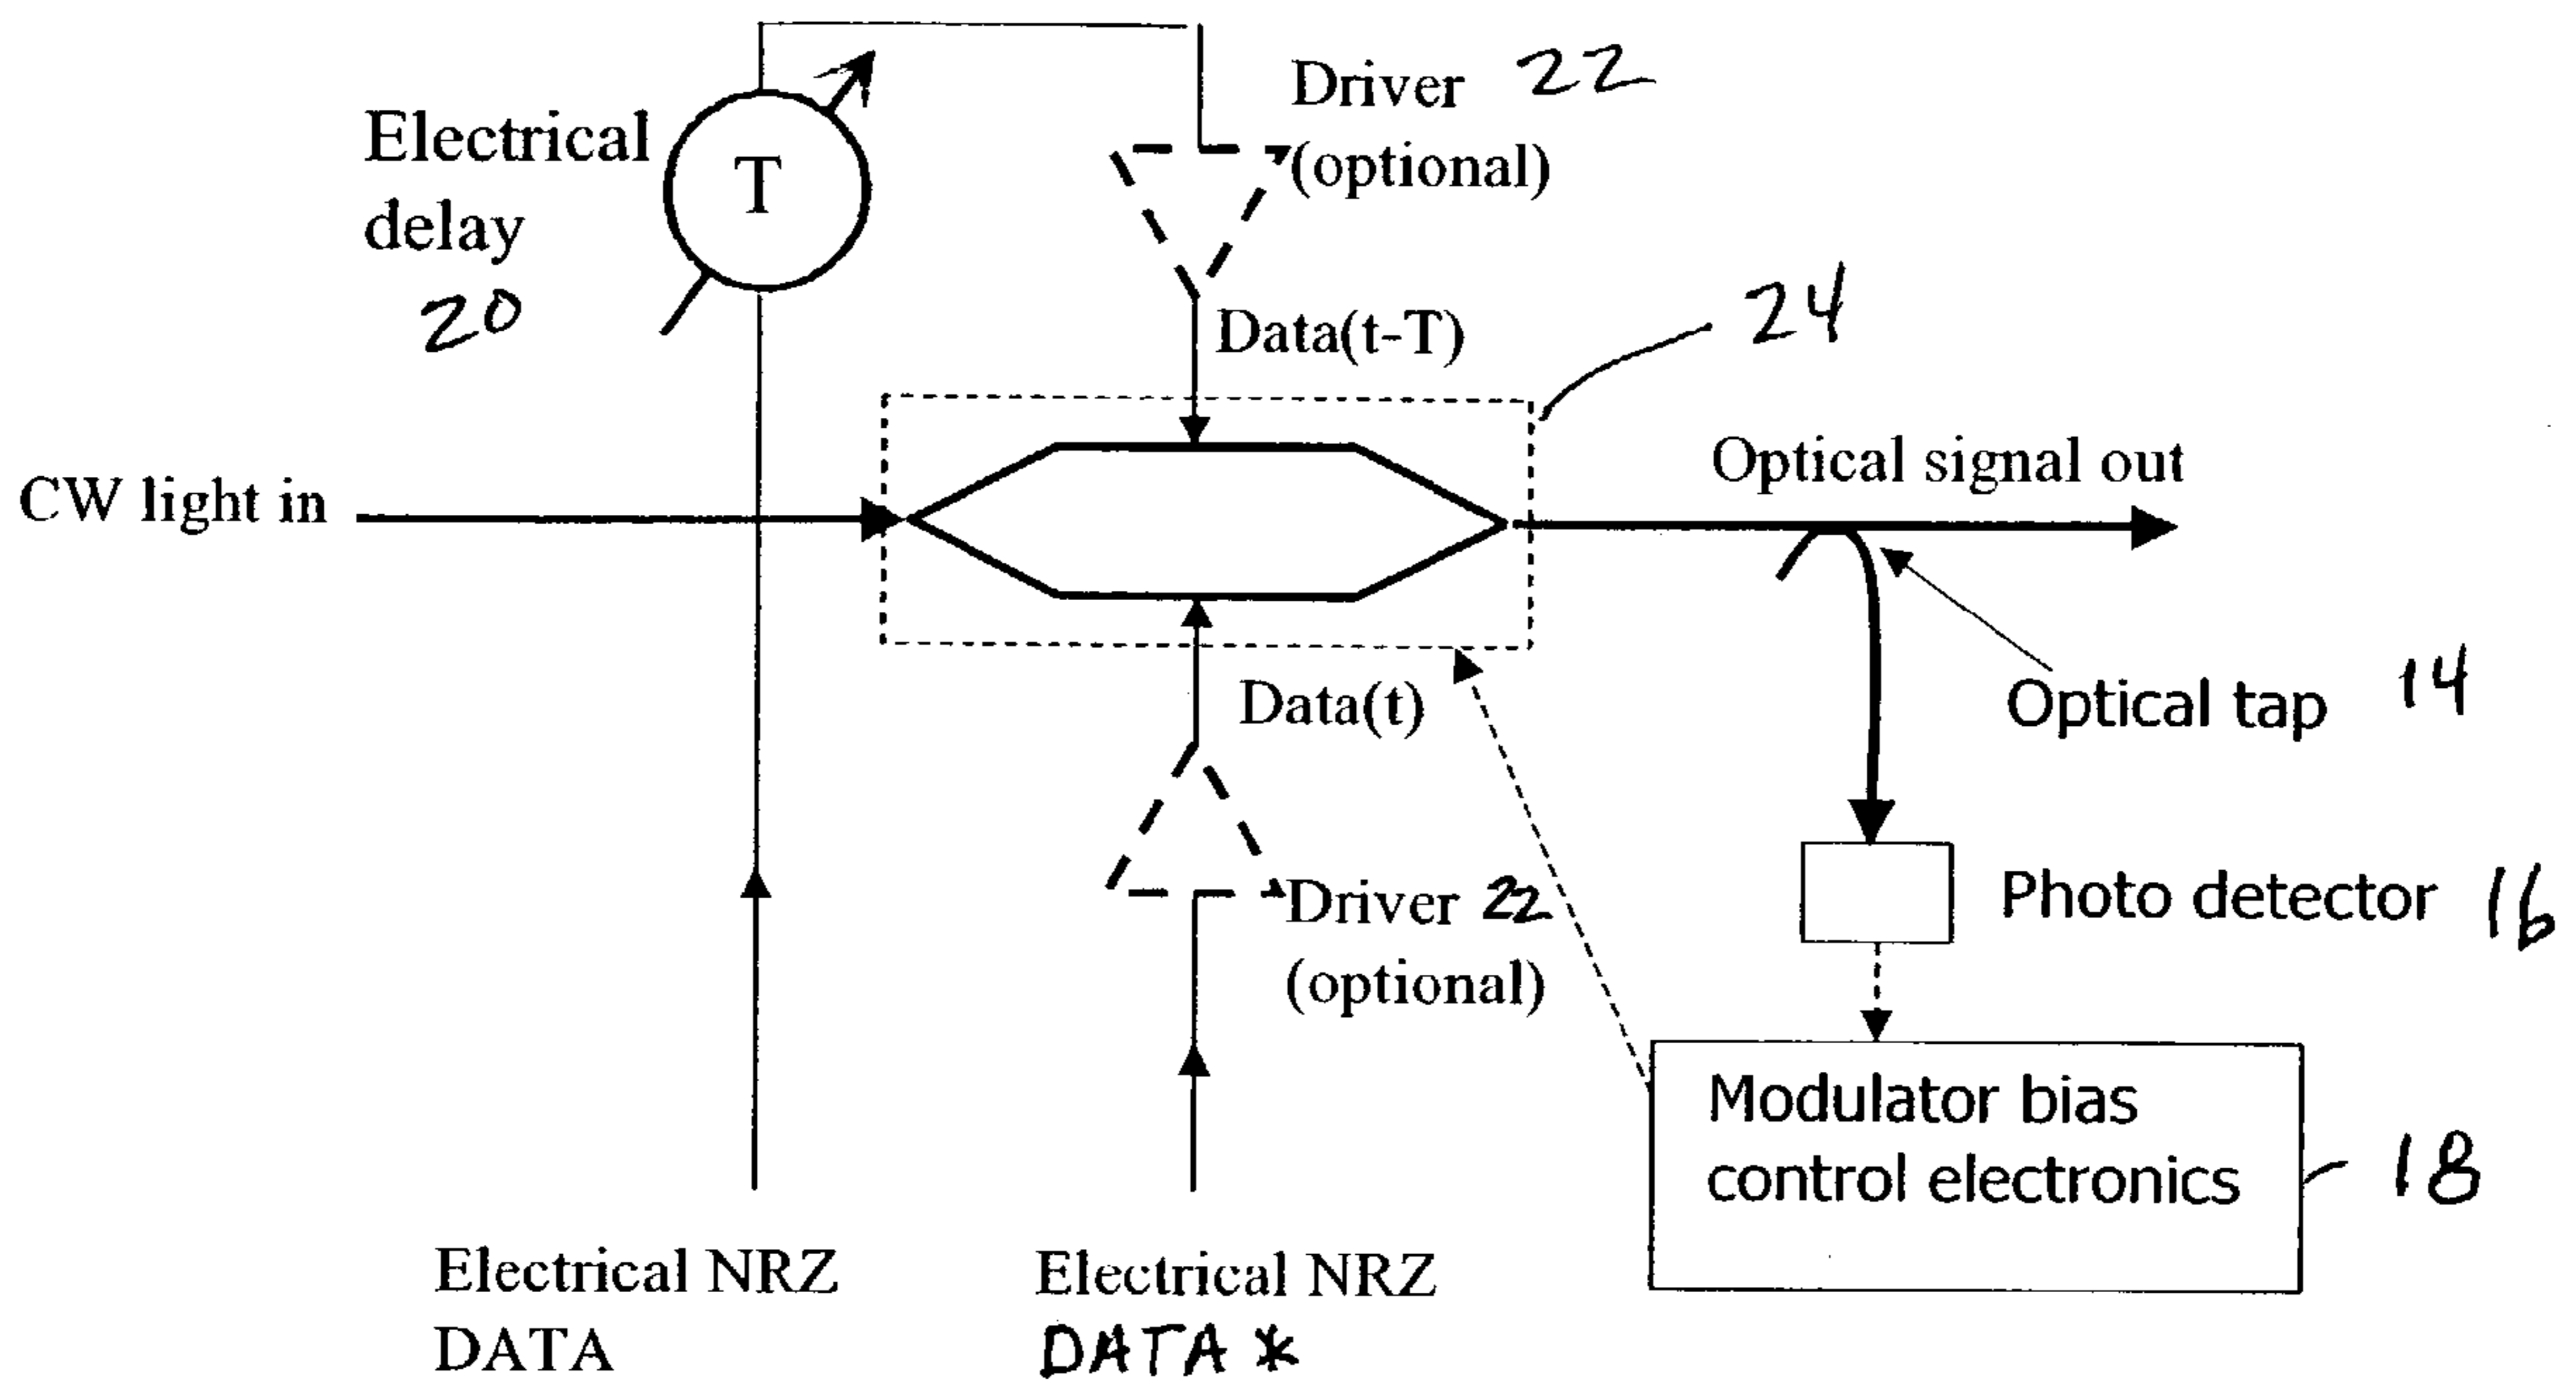 Driver 22
(optional)
Electrical
delay
20
T
Data(t-T)
24
CW light in
Optical signal out
Data(t)
Optical tap 14
Driver 22
(optional)
Photo detector 16
Modulator bias
control electronics
18
Electrical NRZ
DATA
Electrical NRZ
DATA *